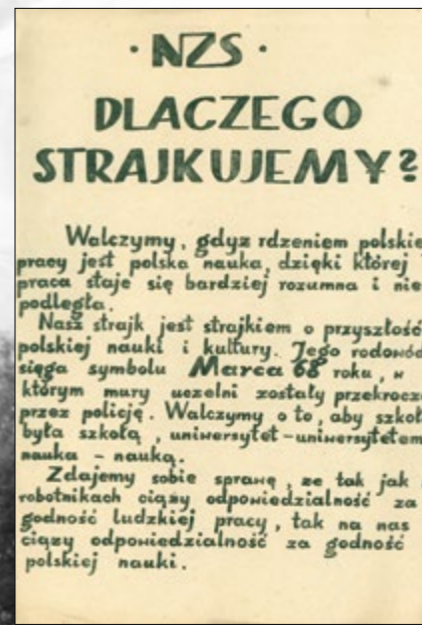 · NZS ·
DLACZEGO
STRAJKUJEMY?
Walczymy, gdyż rdzeniem polskie
pracy jest polska nauka, dzięki której
praca staje się bardziej rozumna i nie
podległa.
Nasz strajk jest strajkiem o przyszłość
polskiej nauki i kultury. Jego rodowód
sięga symbolu Marca 68 roku, w
którym mury uczelni zostały przekrocz
przez policję. Walczymy o to, aby szkoł
była szkołą, uniwersytet-uniwersytetem
nauka - nauką.
Zdajemy sobie sprawę, że tak jak
robotnikach ciąży odpowiedzialność za
godność ludzkiej pracy, tak na nas
ciąży odpowiedzialność za godność
polskiej nauki.